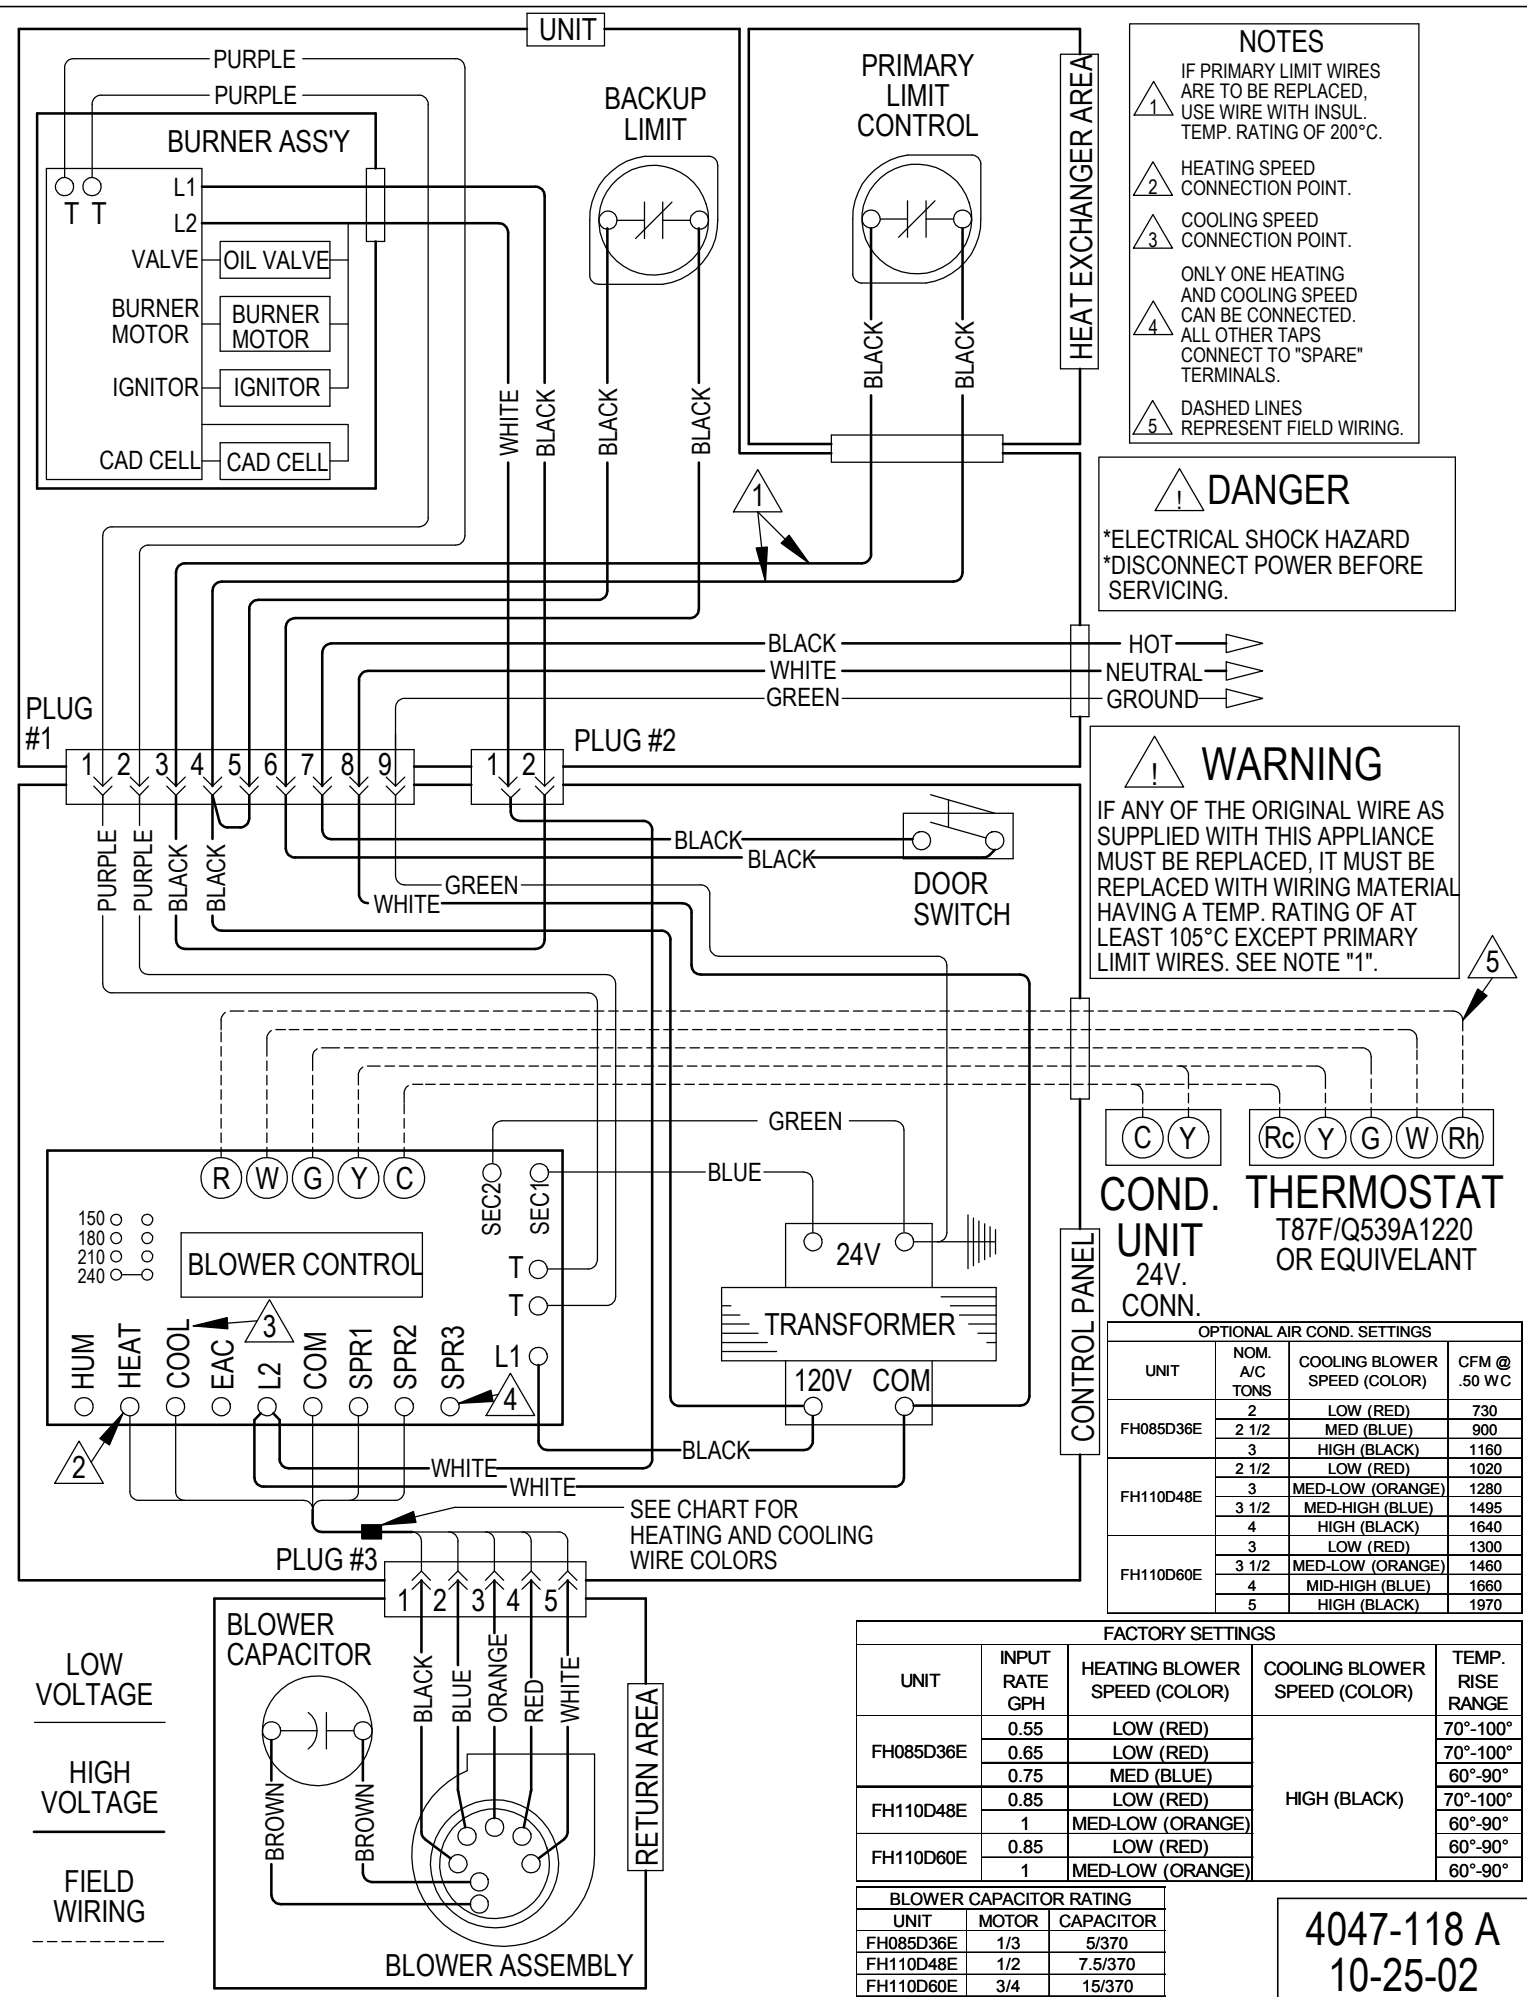 UNIT
PURPLE
PURPLE
BURNER ASS'Y
T T
L1
L2
VALVE
OIL VALVE
BURNER
MOTOR
BURNER
MOTOR
IGNITOR
IGNITOR
CAD CELL
CAD CELL
BACKUP
LIMIT
PRIMARY
LIMIT
CONTROL
HEAT EXCHANGER AREA
WHITE
BLACK
BLACK
BLACK
BLACK
BLACK
1
NOTES
1
IF PRIMARY LIMIT WIRES
ARE TO BE REPLACED,
USE WIRE WITH INSUL.
TEMP. RATING OF 200°C.
2
HEATING SPEED
CONNECTION POINT.
3
COOLING SPEED
CONNECTION POINT.
4
ONLY ONE HEATING
AND COOLING SPEED
CAN BE CONNECTED.
ALL OTHER TAPS
CONNECT TO "SPARE"
TERMINALS.
5
DASHED LINES
REPRESENT FIELD WIRING.
! DANGER
*ELECTRICAL SHOCK HAZARD
*DISCONNECT POWER BEFORE
SERVICING.
BLACK
HOT
WHITE
NEUTRAL
GREEN
GROUND
PLUG
#1
1 2 3 4 5 6 7 8 9
1 2
PLUG #2
! WARNING
IF ANY OF THE ORIGINAL WIRE AS
SUPPLIED WITH THIS APPLIANCE
MUST BE REPLACED, IT MUST BE
REPLACED WITH WIRING MATERIAL
HAVING A TEMP. RATING OF AT
LEAST 105°C EXCEPT PRIMARY
LIMIT WIRES. SEE NOTE "1".
PURPLE
PURPLE
BLACK
BLACK
BLACK
BLACK
GREEN
WHITE
DOOR
SWITCH
5
GREEN
BLUE
R W G Y C
SEC2
SEC1
C Y
COND.
UNIT
24V.
CONN.
Rc Y G W Rh
THERMOSTAT
T87F/Q539A1220
OR EQUIVELANT
150
180
210
240
BLOWER CONTROL
T
T
L1
24V
TRANSFORMER
120V COM
CONTROL PANEL
3
HUM
HEAT
COOL
EAC
L2
COM
SPR1
SPR2
SPR3
4
2
BLACK
WHITE
WHITE
SEE CHART FOR
HEATING AND COOLING
WIRE COLORS
PLUG #3
1 2 3 4 5
OPTIONAL AIR COND. SETTINGS
UNIT
NOM.
A/C
TONS
COOLING BLOWER
SPEED (COLOR)
CFM @
.50 WC
FH085D36E
2 LOW (RED) 730
2 1/2 MED (BLUE) 900
3 HIGH (BLACK) 1160
FH110D48E
2 1/2 LOW (RED) 1020
3 MED-LOW (ORANGE) 1280
3 1/2 MED-HIGH (BLUE) 1495
4 HIGH (BLACK) 1640
FH110D60E
3 LOW (RED) 1300
3 1/2 MED-LOW (ORANGE) 1460
4 MID-HIGH (BLUE) 1660
5 HIGH (BLACK) 1970
LOW
VOLTAGE
HIGH
VOLTAGE
FIELD
WIRING
BLOWER
CAPACITOR
BROWN
BROWN
BLACK
BLUE
ORANGE
RED
WHITE
RETURN AREA
BLOWER ASSEMBLY
FACTORY SETTINGS
UNIT
INPUT
RATE
GPH
HEATING BLOWER
SPEED (COLOR)
COOLING BLOWER
SPEED (COLOR)
TEMP.
RISE
RANGE
FH085D36E
0.55 LOW (RED) 70°-100°
0.65 LOW (RED) 70°-100°
0.75 MED (BLUE) 60°-90°
HIGH (BLACK)
FH110D48E
0.85 LOW (RED) 70°-100°
1 MED-LOW (ORANGE) 60°-90°
FH110D60E
0.85 LOW (RED) 60°-90°
1 MED-LOW (ORANGE) 60°-90°
BLOWER CAPACITOR RATING
UNIT MOTOR CAPACITOR
FH085D36E 1/3 5/370
FH110D48E 1/2 7.5/370
FH110D60E 3/4 15/370
4047-118 A
10-25-02